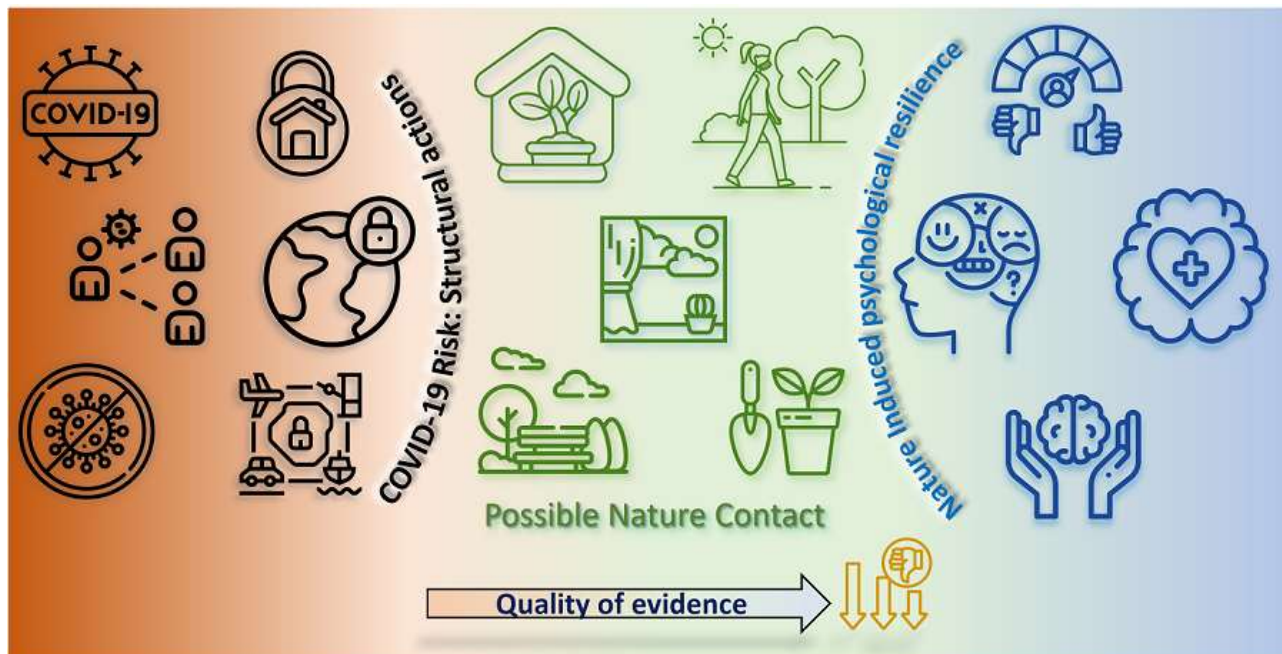 COVID-19
COVID-19 Risk: Structural actions
Nature Induced psychological resilience
Possible Nature Contact
Quality of evidence